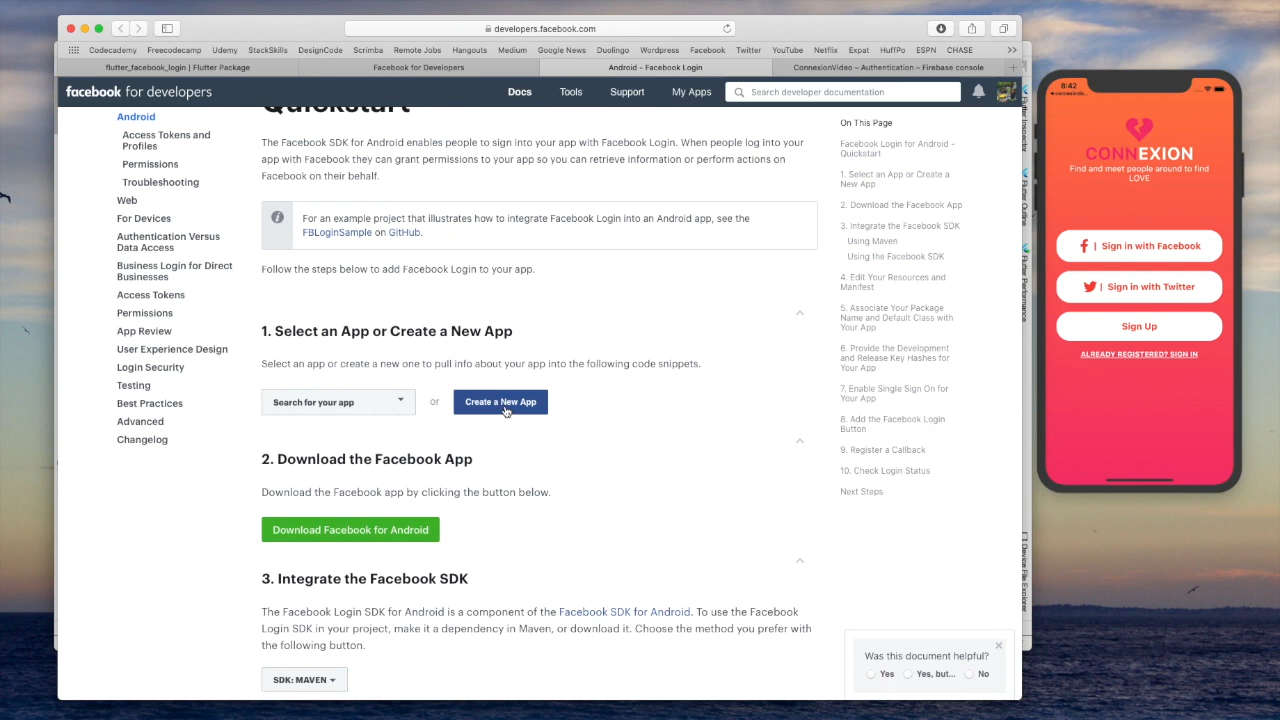 developers.facebook.com
Codecademy Freecodecamp Udemy StackSkills DesignCode Scrimba Remote Jobs Hangouts Medium Google News Duolingo Wordpress Facebook Twitter YouTube Netflix Expat HuffPo ESPN CHASE
flutter_facebook_login | Flutter Package
Facebook for Developers
Android - Facebook Login
ConnexionVideo – Authentication – Firebase console
facebook for developers
Docs
Tools
Support
My Apps
Search developer documentation
Android
Access Tokens and
Profiles
Permissions
Troubleshooting
Web
For Devices
Authentication Versus
Data Access
Business Login for Direct
Businesses
Access Tokens
Permissions
App Review
User Experience Design
Login Security
Testing
Best Practices
Advanced
Changelog
Quickstart
The Facebook SDK for Android enables people to sign into your app with Facebook Login. When people log into your
app with Facebook they can grant permissions to your app so you can retrieve information or perform actions on
Facebook on their behalf.
For an example project that illustrates how to integrate Facebook Login into an Android app, see the
FBLoginSample on GitHub.
Follow the steps below to add Facebook Login to your app.
1. Select an App or Create a New App
Select an app or create a new one to pull info about your app into the following code snippets.
Search for your app
or
Create a New App
2. Download the Facebook App
Download the Facebook app by clicking the button below.
Download Facebook for Android
3. Integrate the Facebook SDK
The Facebook Login SDK for Android is a component of the Facebook SDK for Android. To use the Facebook
Login SDK in your project, make it a dependency in Maven, or download it. Choose the method you prefer with
the following button.
SDK: MAVEN
On This Page
Facebook Login for Android -
Quickstart
1. Select an App or Create a
New App
2. Download the Facebook App
3. Integrate the Facebook SDK
Using Maven
Using the Facebook SDK
4. Edit Your Resources and
Manifest
5. Associate Your Package
Name and Default Class with
Your App
6. Provide the Development
and Release Key Hashes for
Your App
7. Enable Single Sign On for
Your App
8. Add the Facebook Login
Button
9. Register a Callback
10. Check Login Status
Next Steps
Was this document helpful?
Yes
Yes, but...
No
Flutter Inspector
Flutter Outline
Flutter Performance
Device File Explorer
8:42
CONNEXION
Find and meet people around to find
LOVE
| Sign in with Facebook
| Sign in with Twitter
Sign Up
ALREADY REGISTERED? SIGN IN